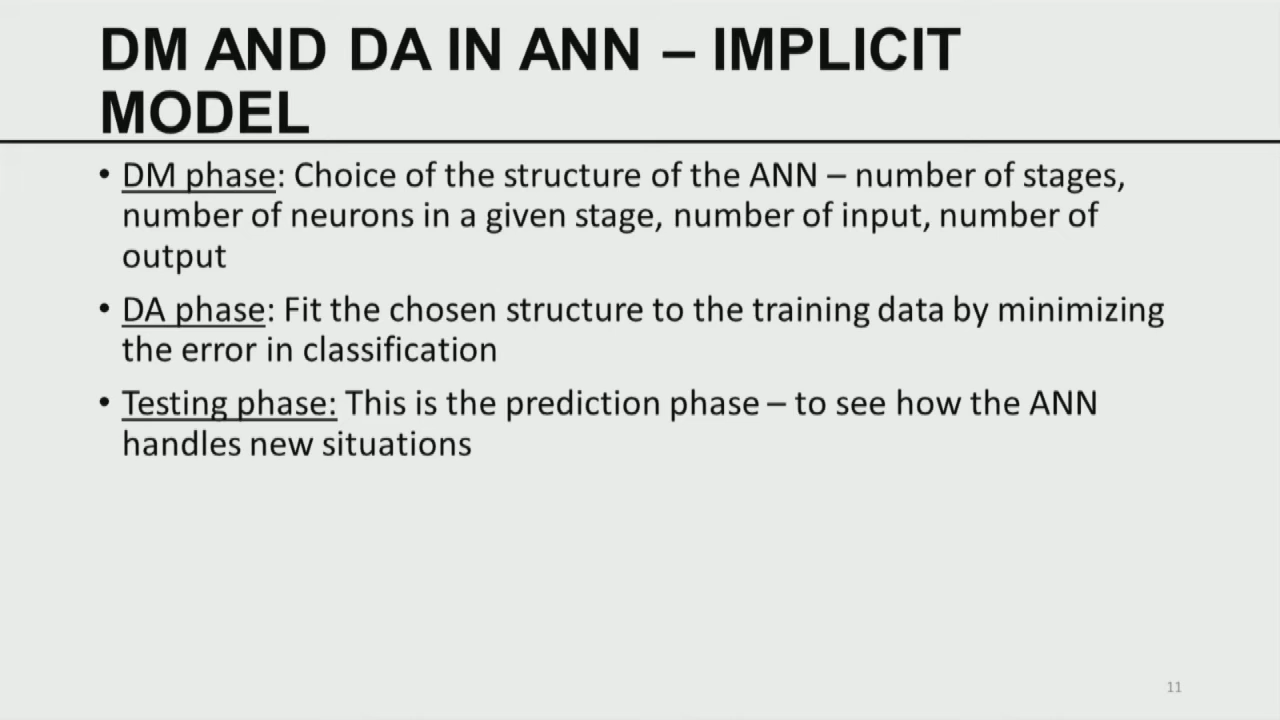 DM AND DA IN ANN – IMPLICIT
MODEL
• DM phase: Choice of the structure of the ANN – number of stages,
number of neurons in a given stage, number of input, number of
output
• DA phase: Fit the chosen structure to the training data by minimizing
the error in classification
• Testing phase: This is the prediction phase – to see how the ANN
handles new situations
11